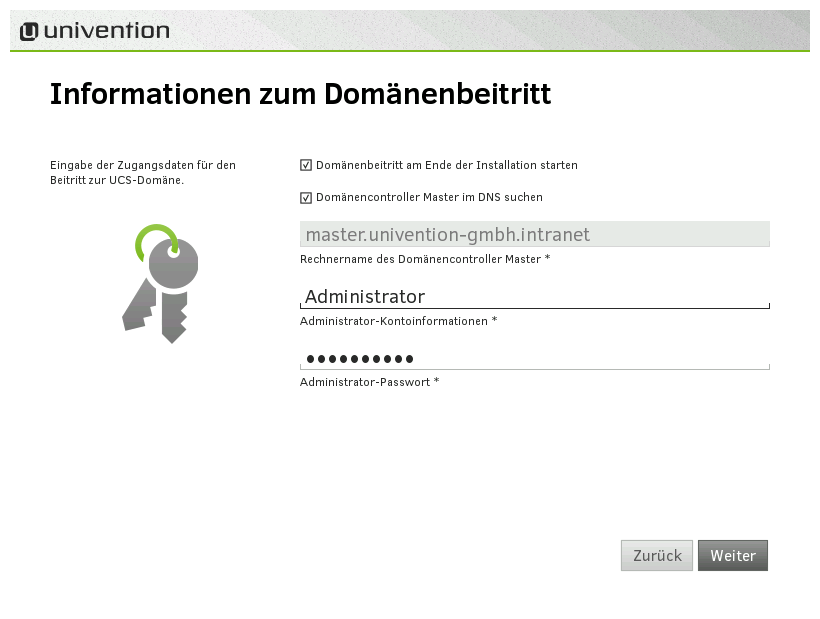 univention
Informationen zum Domänenbeitritt
Eingabe der Zugangsdaten für den
Beitritt zur UCS-Domäne.
Domänenbeitritt am Ende der Installation starten
Domänencontroller Master im DNS suchen
master.univention-gmbh.intranet
Rechnername des Domänencontroller Master *
Administrator
Administrator-Kontoinformationen *
●●●●●●●●●●
Administrator-Passwort *
Zurück Weiter